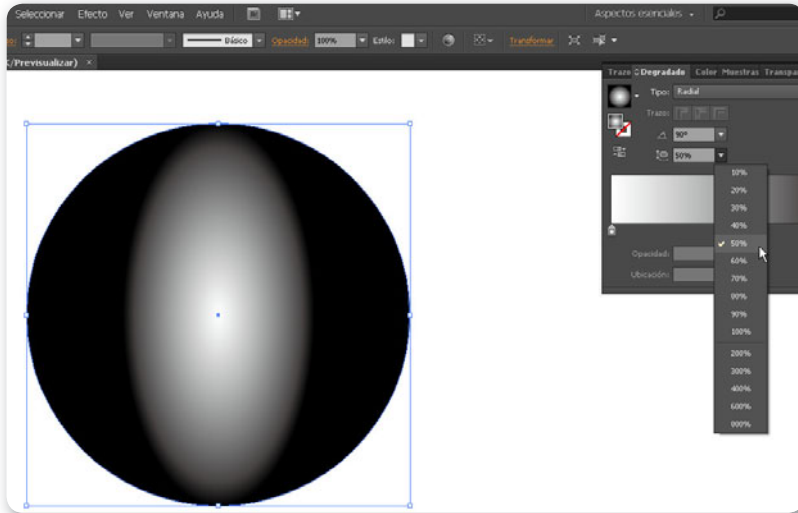 Seleccionar Efecto Ver Ventana Ayuda
Aspectos esenciales
Básico Opacidad: 100% Estilo: Transformar
/Previsualizar) ×
Trazo Degradado Color Muestras Transpa
Tipo: Radial
Trazo:
90°
50%
10%
20%
30%
40%
50%
60%
70%
80%
90%
100%
200%
300%
400%
600%
800%
Opacidad:
Ubicación: